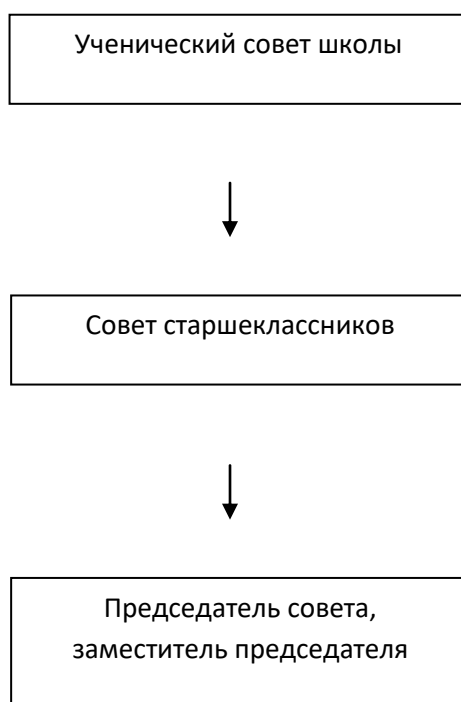 Ученический совет школы
Совет старшеклассников
Председатель совета,
заместитель председателя